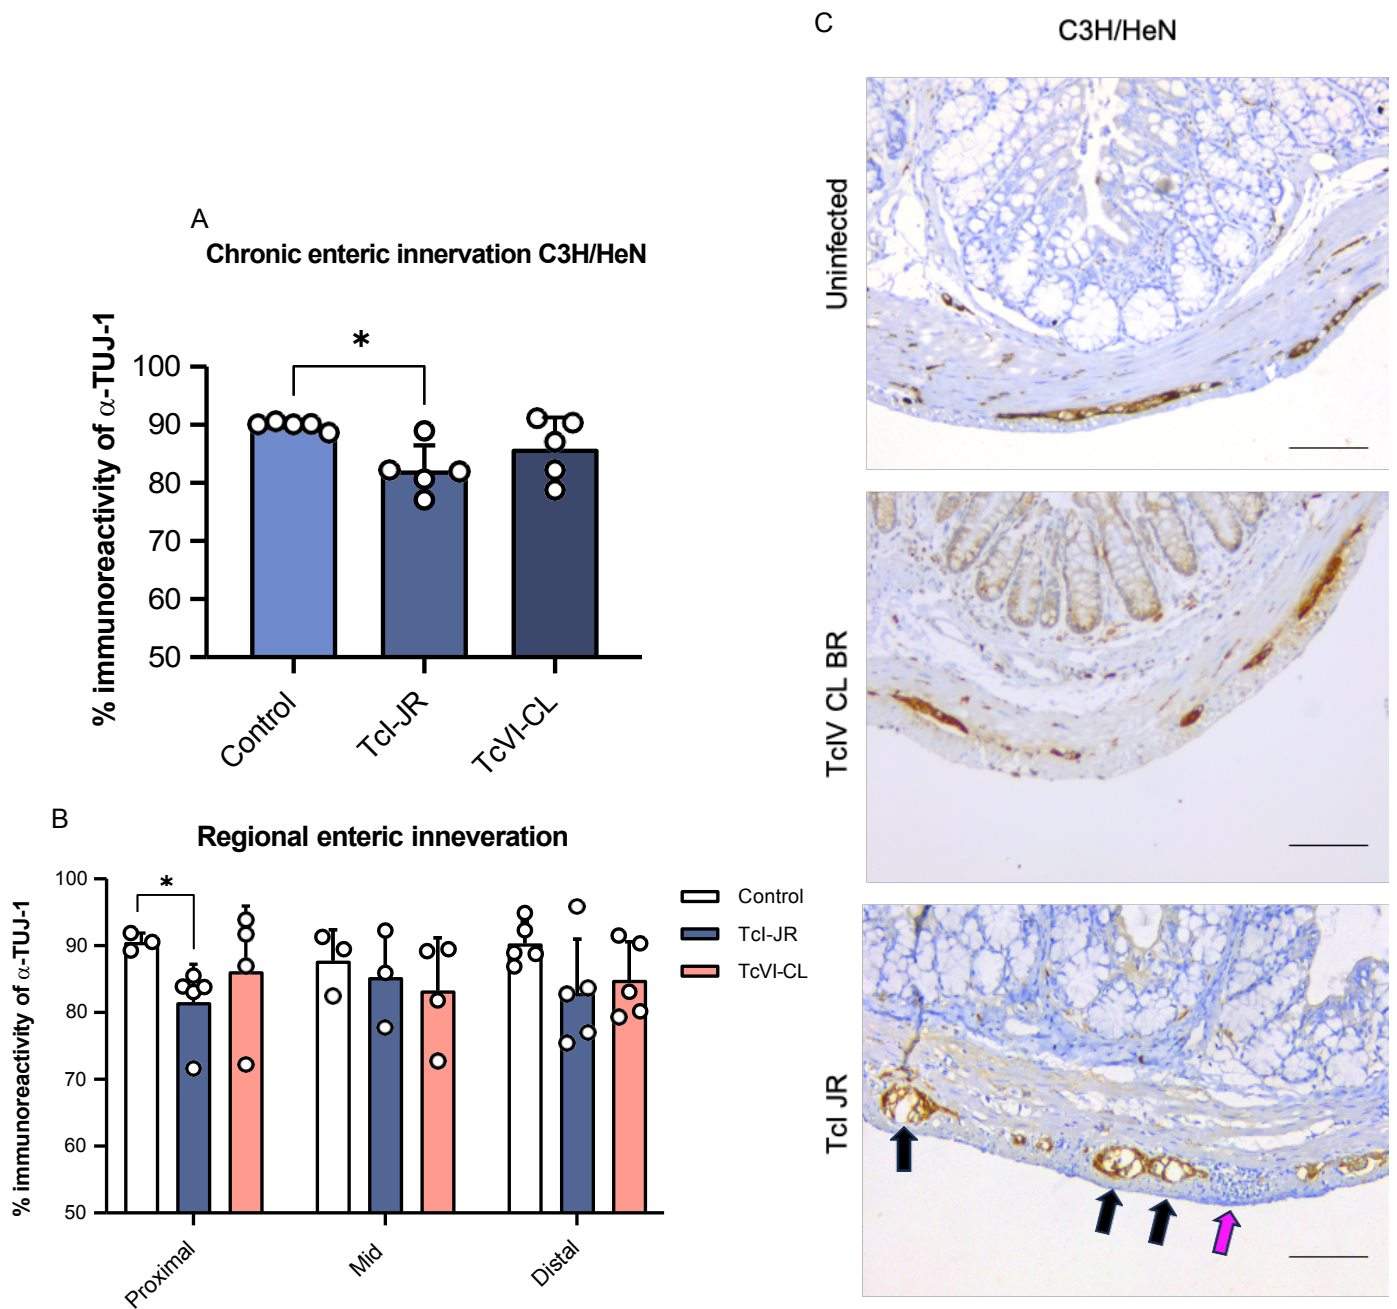 A
Chronic enteric innervation C3H/HeN
*
% immunoreactivity of α-TUJ-1
100
90
80
70
60
50
Control
TcI-JR
TcVI-CL
B
Regional enteric inneveration
*
% immunoreactivity of α-TUJ-1
100
90
80
70
60
50
Proximal
Mid
Distal
Control
TcI-JR
TcVI-CL
C
C3H/HeN
Uninfected
TcIV CL BR
TcI JR